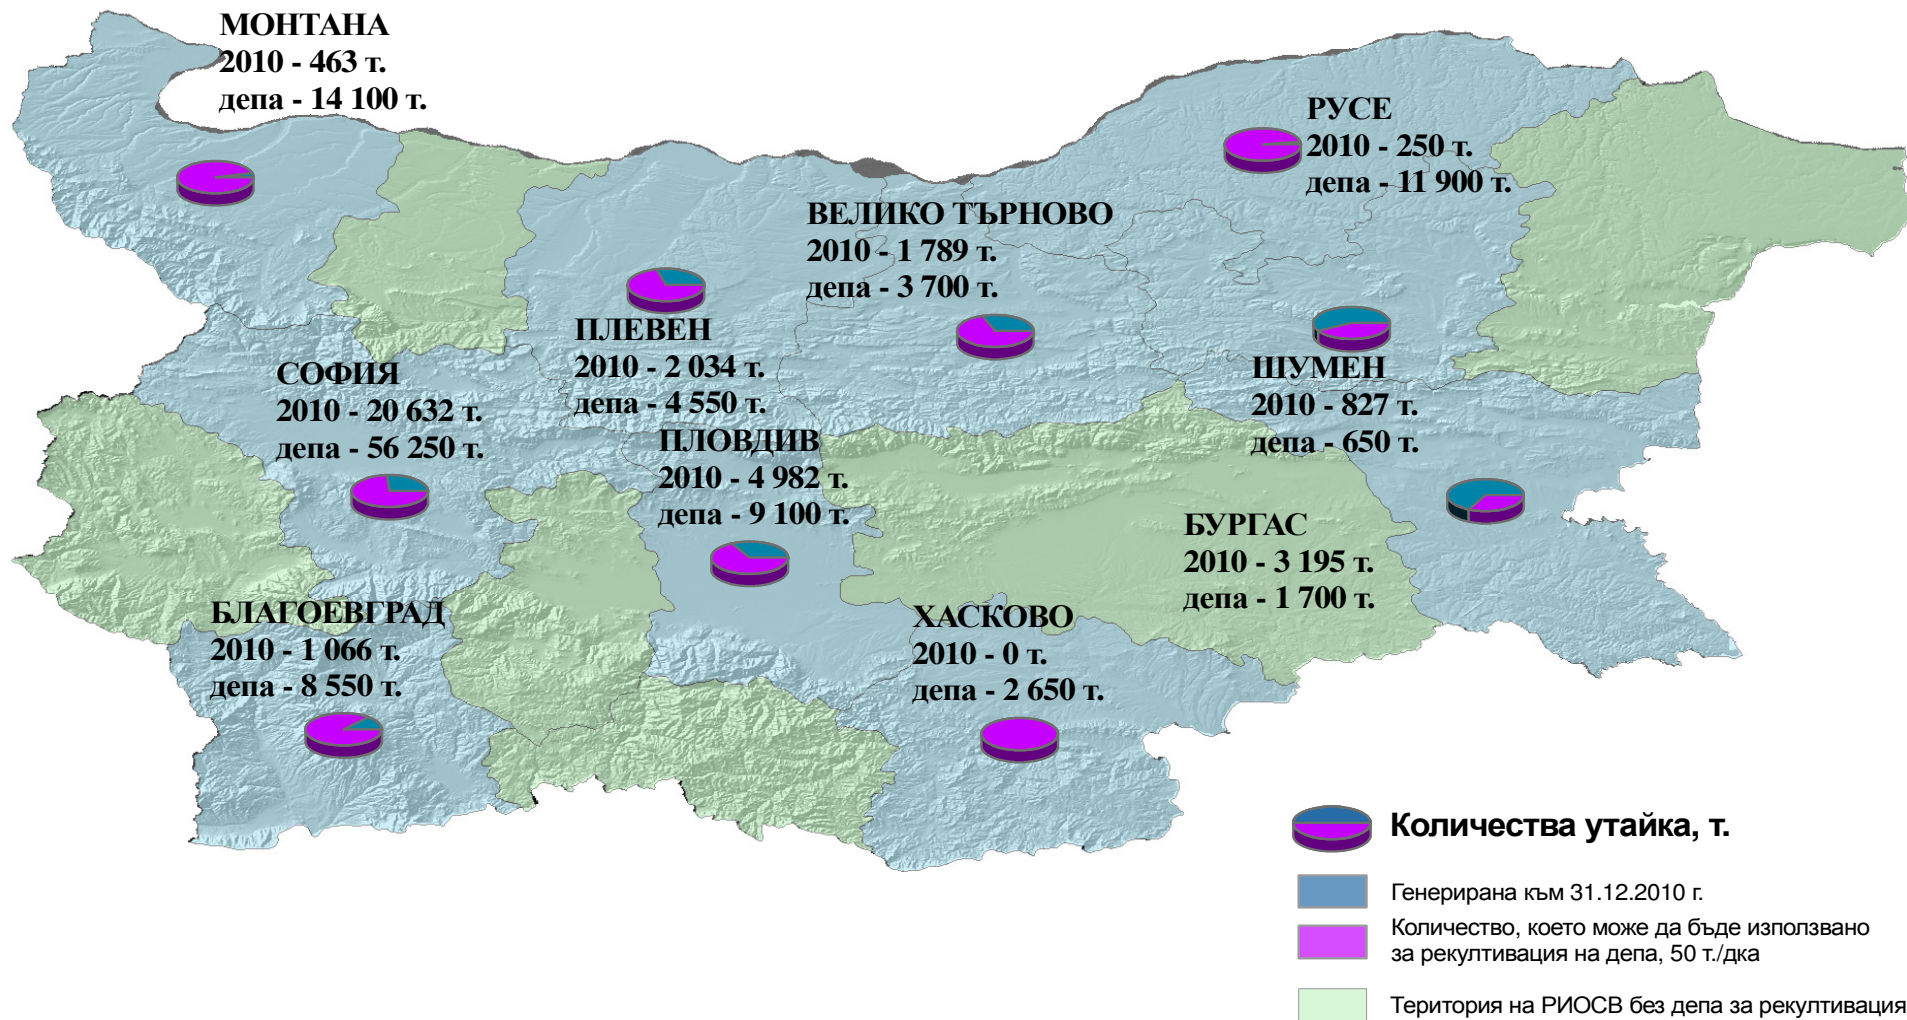 МОНТАНА
2010 - 463 т.
депа - 14 100 т.
РУСЕ
2010 - 250 т.
депа - 11 900 т.
ВЕЛИКО ТЪРНОВО
2010 - 1 789 т.
депа - 3 700 т.
ПЛЕВЕН
2010 - 2 034 т.
депа - 4 550 т.
ШУМЕН
2010 - 827 т.
депа - 650 т.
СОФИЯ
2010 - 20 632 т.
депа - 56 250 т.
ПЛОВДИВ
2010 - 4 982 т.
депа - 9 100 т.
БУРГАС
2010 - 3 195 т.
депа - 1 700 т.
БЛАГОЕВГРАД
2010 - 1 066 т.
депа - 8 550 т.
ХАСКОВО
2010 - 0 т.
депа - 2 650 т.
Количества утайка, т.
Генерирана към 31.12.2010 г.
Количество, което може да бъде използвано
за рекултивация на депа, 50 т./дка
Територия на РИОСВ без депа за рекултивация